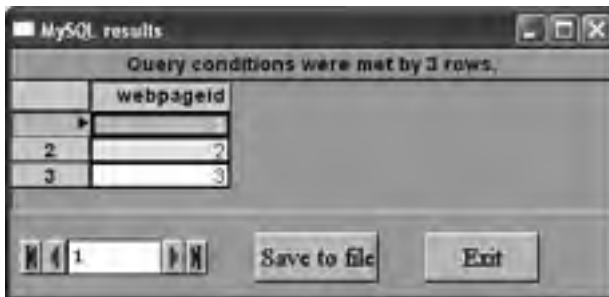 MySQL results
Query conditions were met by 3 rows.
webpageid
2 2
3 3
1
Save to file Exit